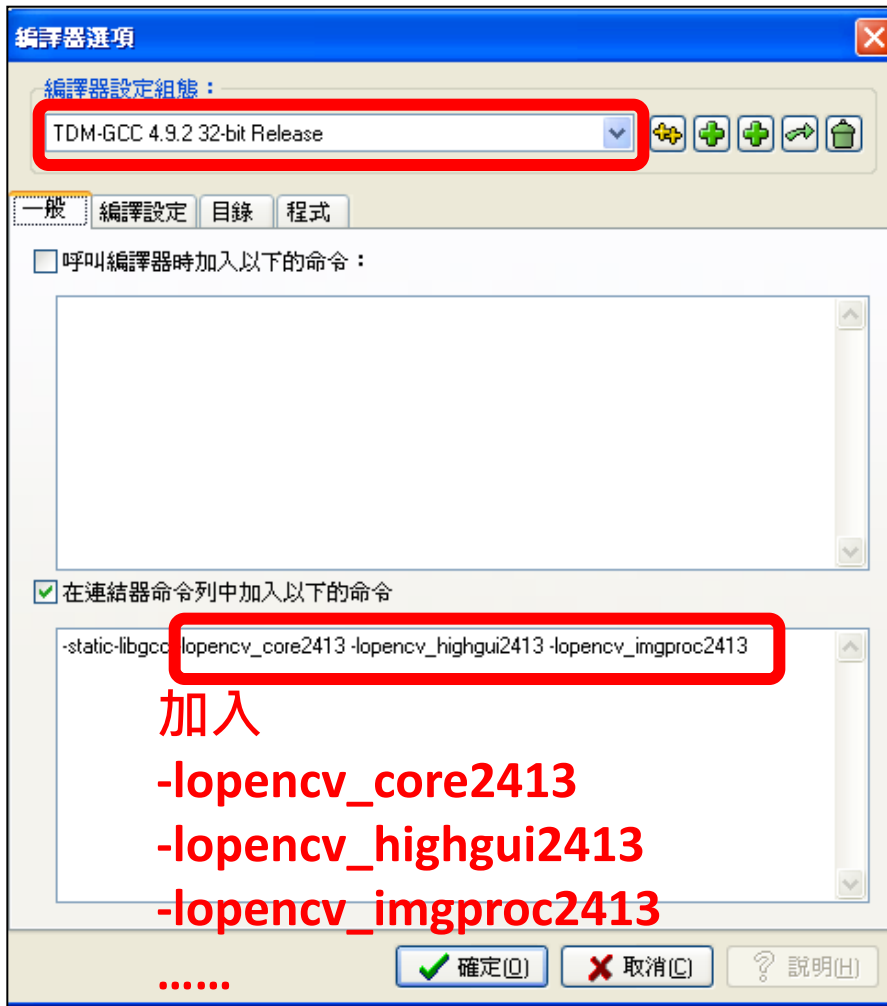 編譯器選項
編譯器設定組態：
TDM-GCC 4.9.2 32-bit Release
一般 編譯設定 目錄 程式
呼叫編譯器時加入以下的命令：
在連結器命令列中加入以下的命令
-static-libgcc -lopencv_core2413 -lopencv_highgui2413 -lopencv_imgproc2413
加入
-lopencv_core2413
-lopencv_highgui2413
-lopencv_imgproc2413
......
確定(O) 取消(C) 說明(H)